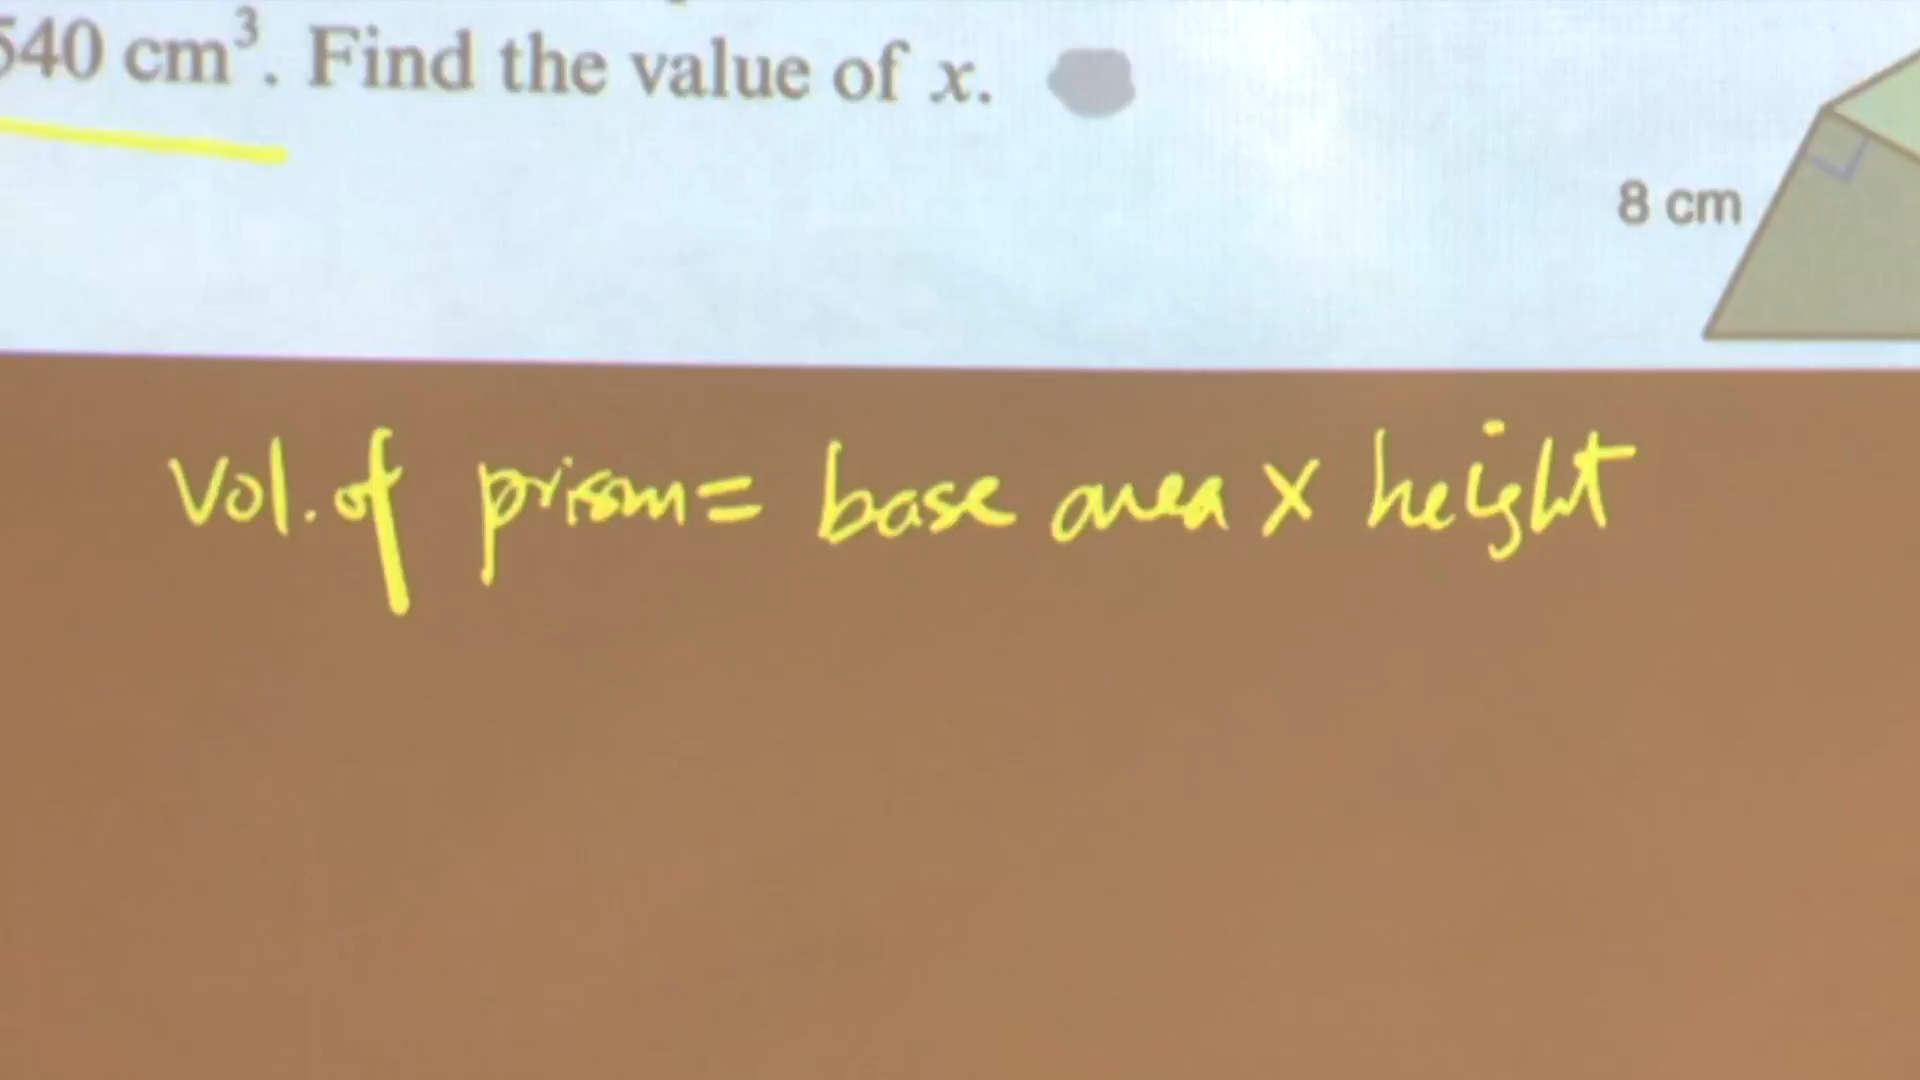 540 cm³. Find the value of x.
8 cm
Vol. of prism = base area x height